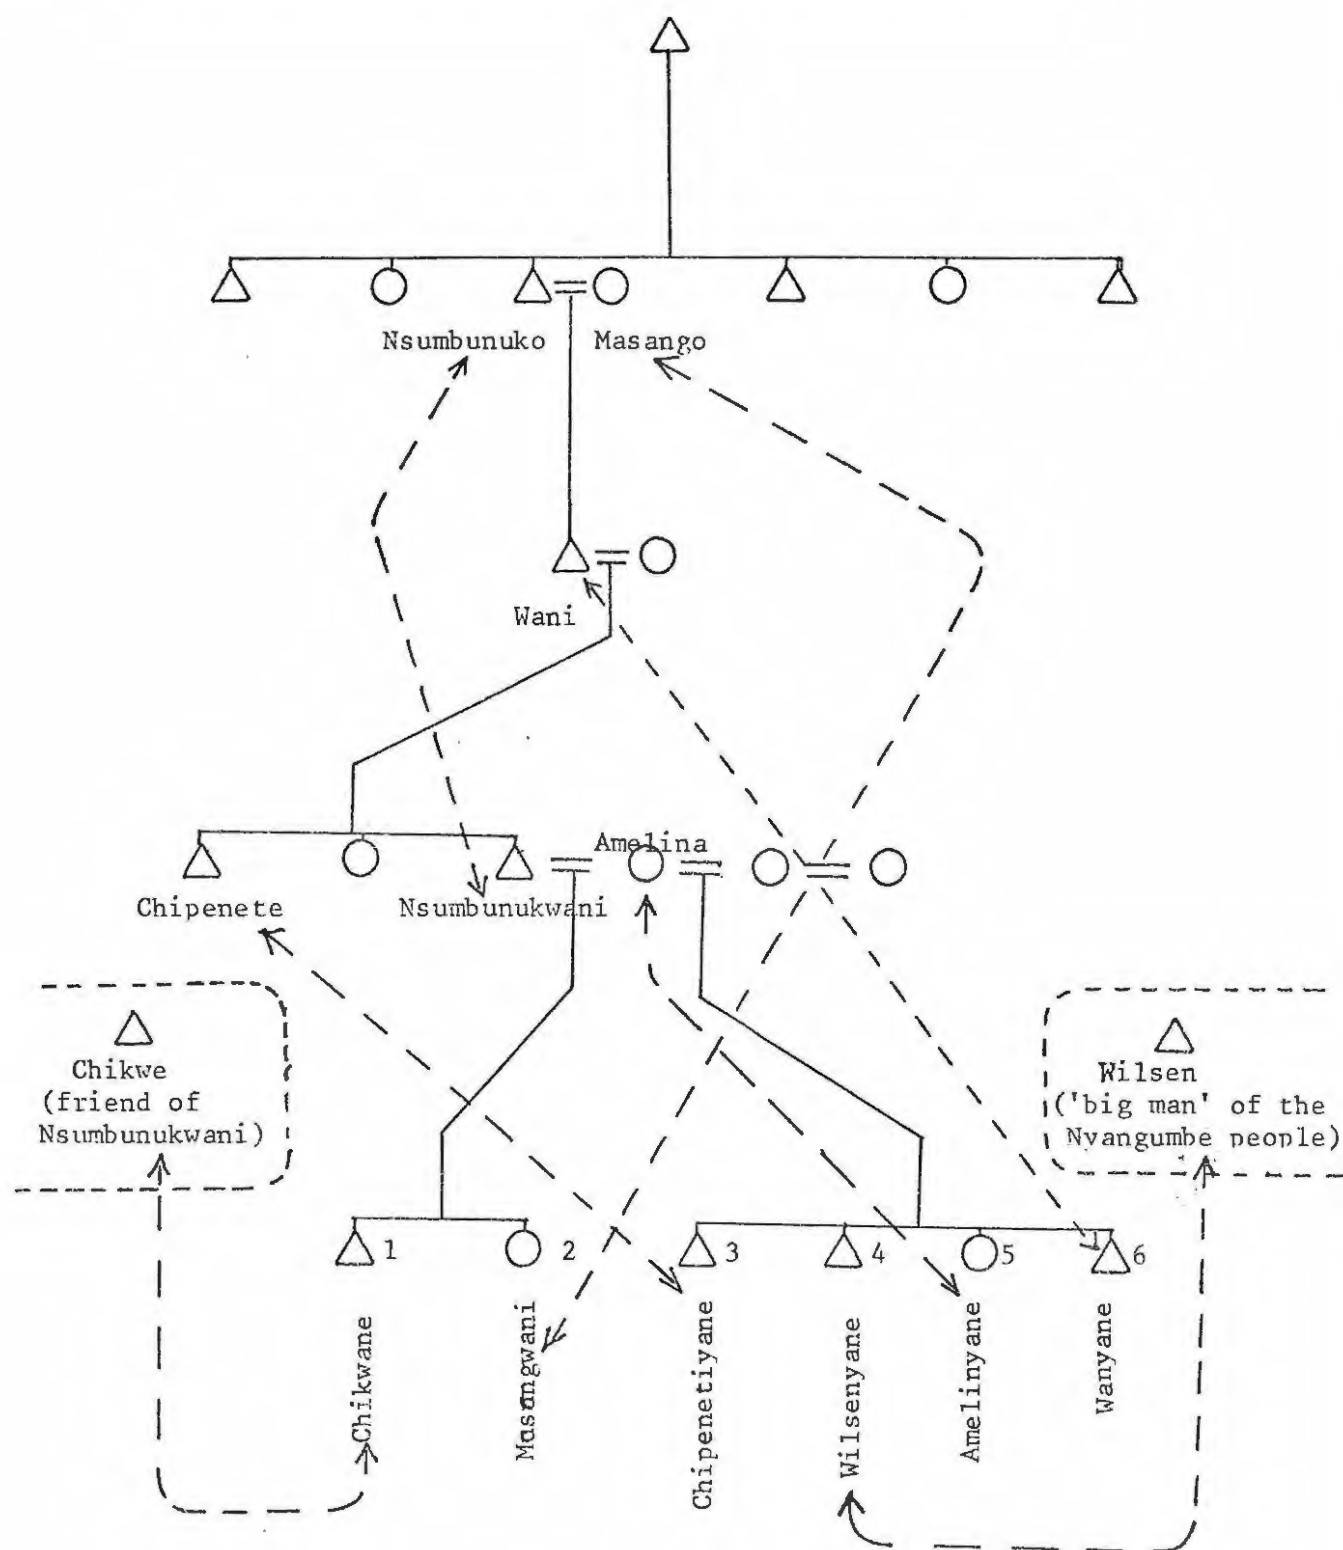 Nsumbunuko Masango
Wani
Amelina
Chipenete Nsumbunukwani
Chikwe
(friend of
Nsumbunukwani)
Wilsen
('big man' of the
Nyangumbe people)
1 2 3 4 5 6
Chikwane
Masangwani
Chipenetiyane
Wilsenyane
Amelinyane
Wanyane